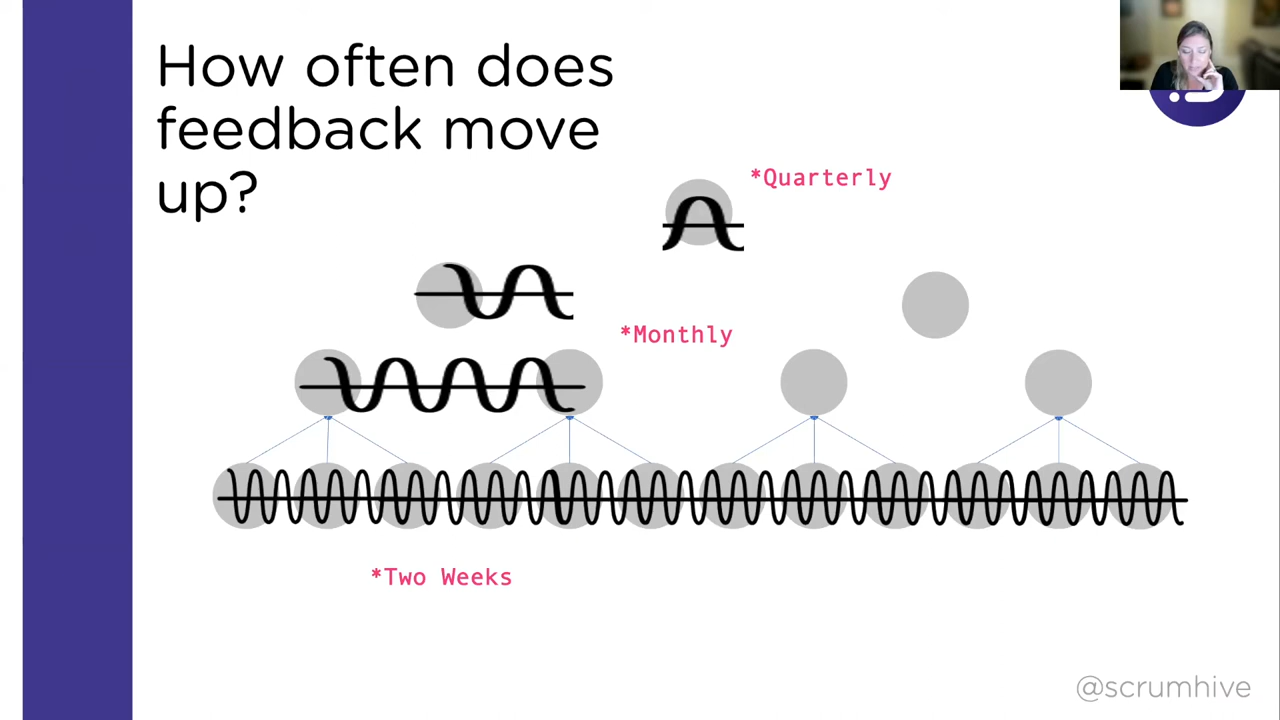 How often does
feedback move
up?
*Quarterly
*Monthly
*Two Weeks
@scrumhive